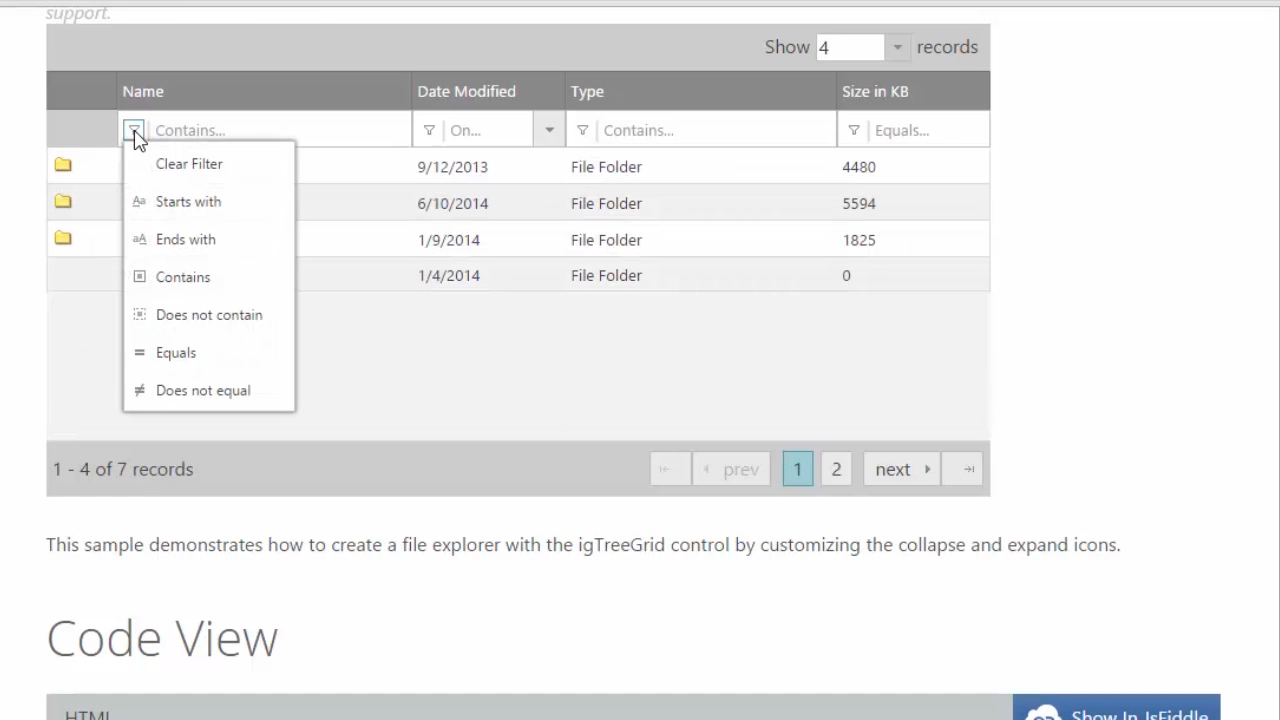 support.
Show 4 records
Name Date Modified Type Size in KB
Contains... On... Contains... Equals...
Clear Filter
9/12/2013 File Folder 4480
Aa Starts with
6/10/2014 File Folder 5594
aA Ends with
1/9/2014 File Folder 1825
Contains
1/4/2014 File Folder 0
Does not contain
= Equals
≠ Does not equal
1 - 4 of 7 records prev 1 2 next
This sample demonstrates how to create a file explorer with the igTreeGrid control by customizing the collapse and expand icons.
Code View
HTML Show In JsFiddle